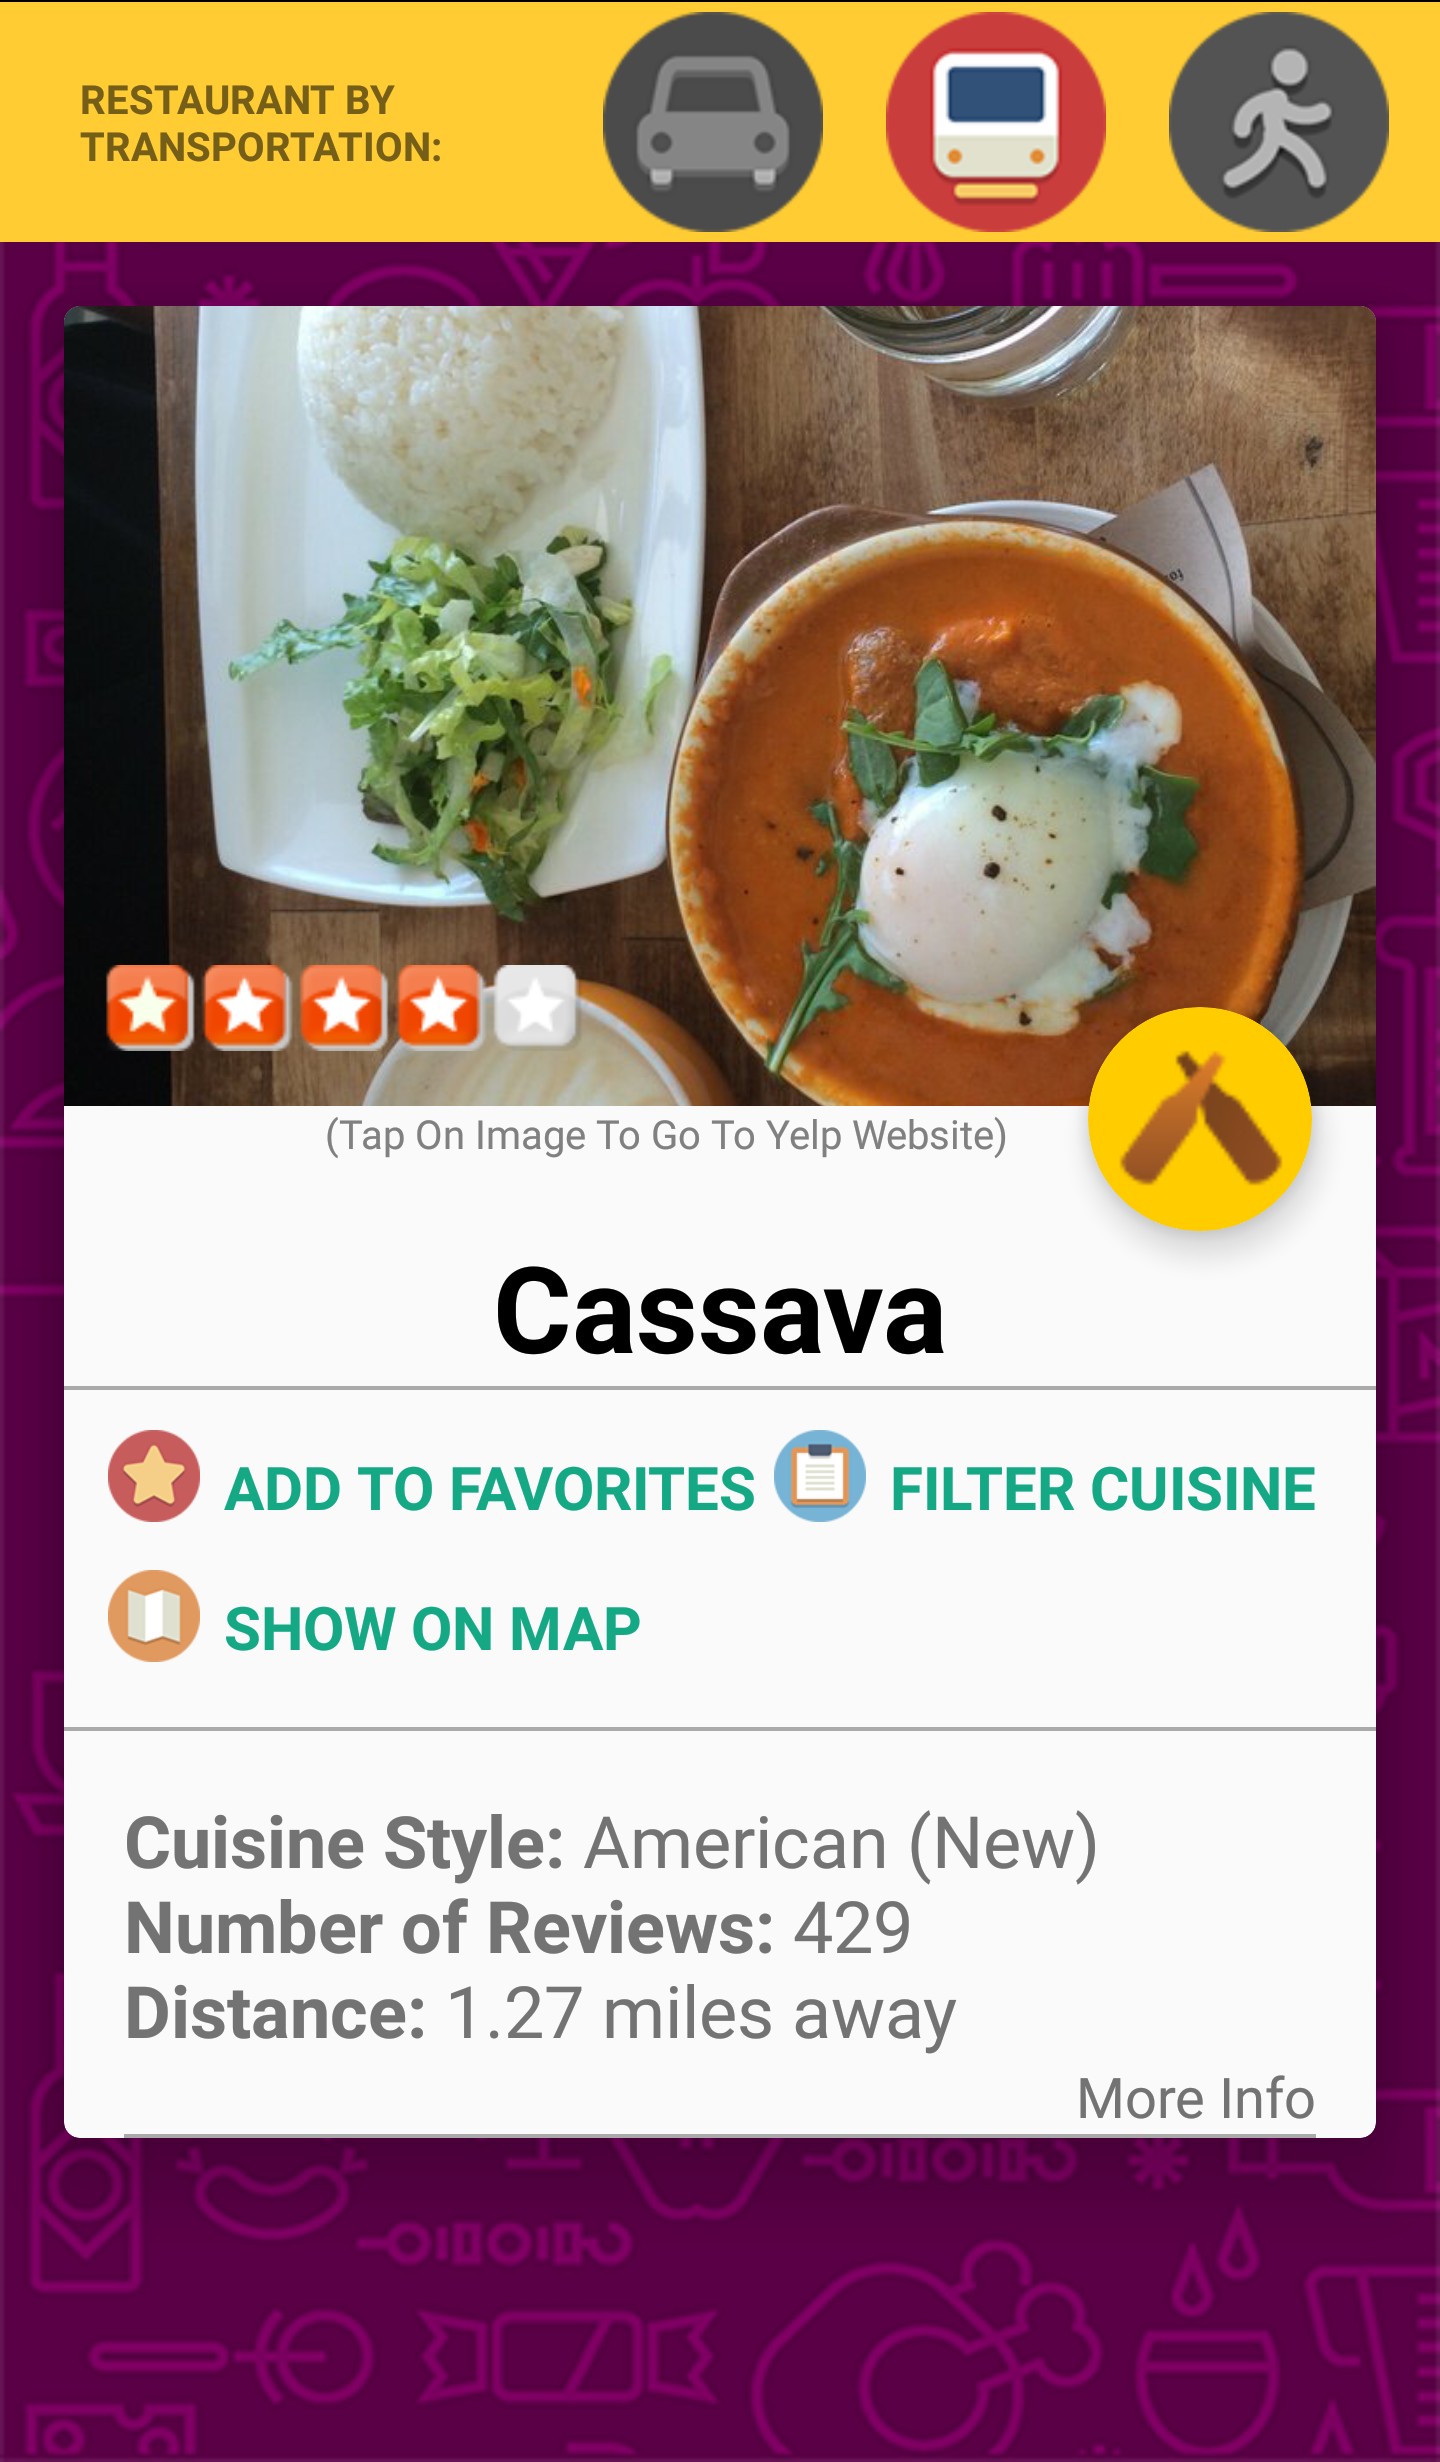 RESTAURANT BY
TRANSPORTATION:
(Tap On Image To Go To Yelp Website)
Cassava
ADD TO FAVORITES
FILTER CUISINE
SHOW ON MAP
Cuisine Style: American (New)
Number of Reviews: 429
Distance: 1.27 miles away
More Info